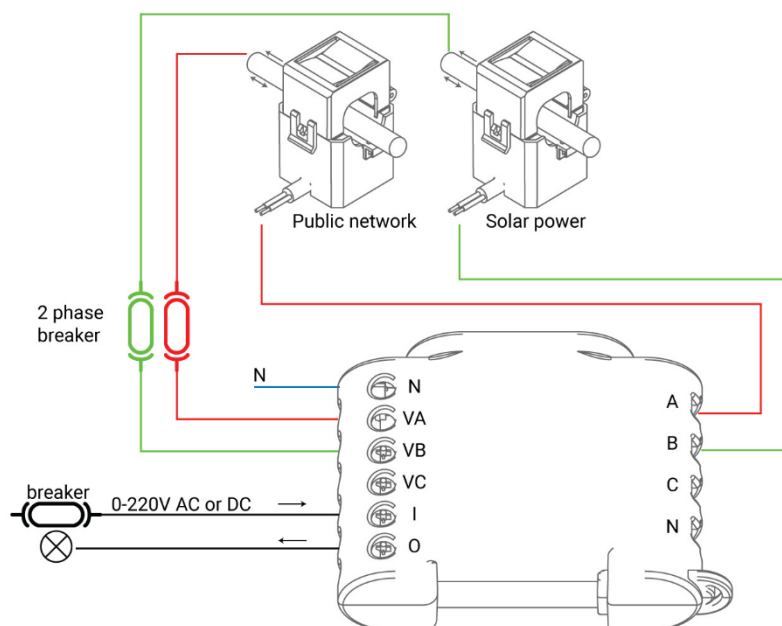 Public network
Solar power
2 phase
breaker
N
N
VA
VB
VC
I
O
A
B
C
N
breaker
0-220V AC or DC